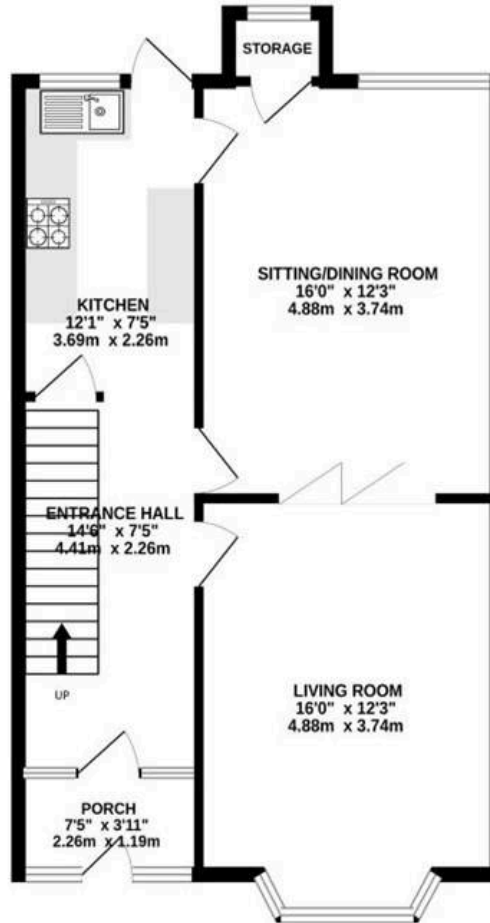 STORAGE
SITTING/DINING ROOM
16'0" x 12'3"
4.88m x 3.74m
KITCHEN
12'1" x 7'5"
3.69m x 2.26m
ENTRANCE HALL
14'6" x 7'5"
4.41m x 2.26m
UP
LIVING ROOM
16'0" x 12'3"
4.88m x 3.74m
PORCH
7'5" x 3'11"
2.26m x 1.19m